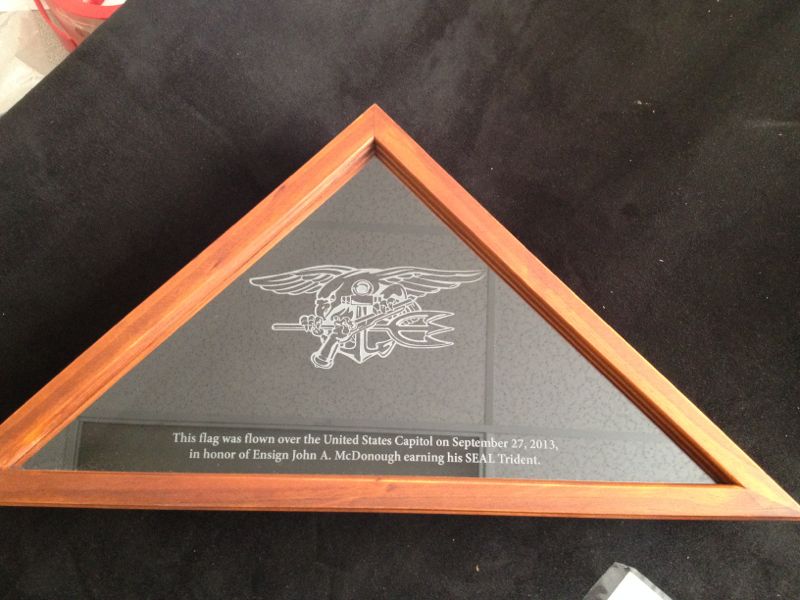 This flag was flown over the United States Capitol on September 27, 2013,
in honor of Ensign John A. McDonough earning his SEAL Trident.